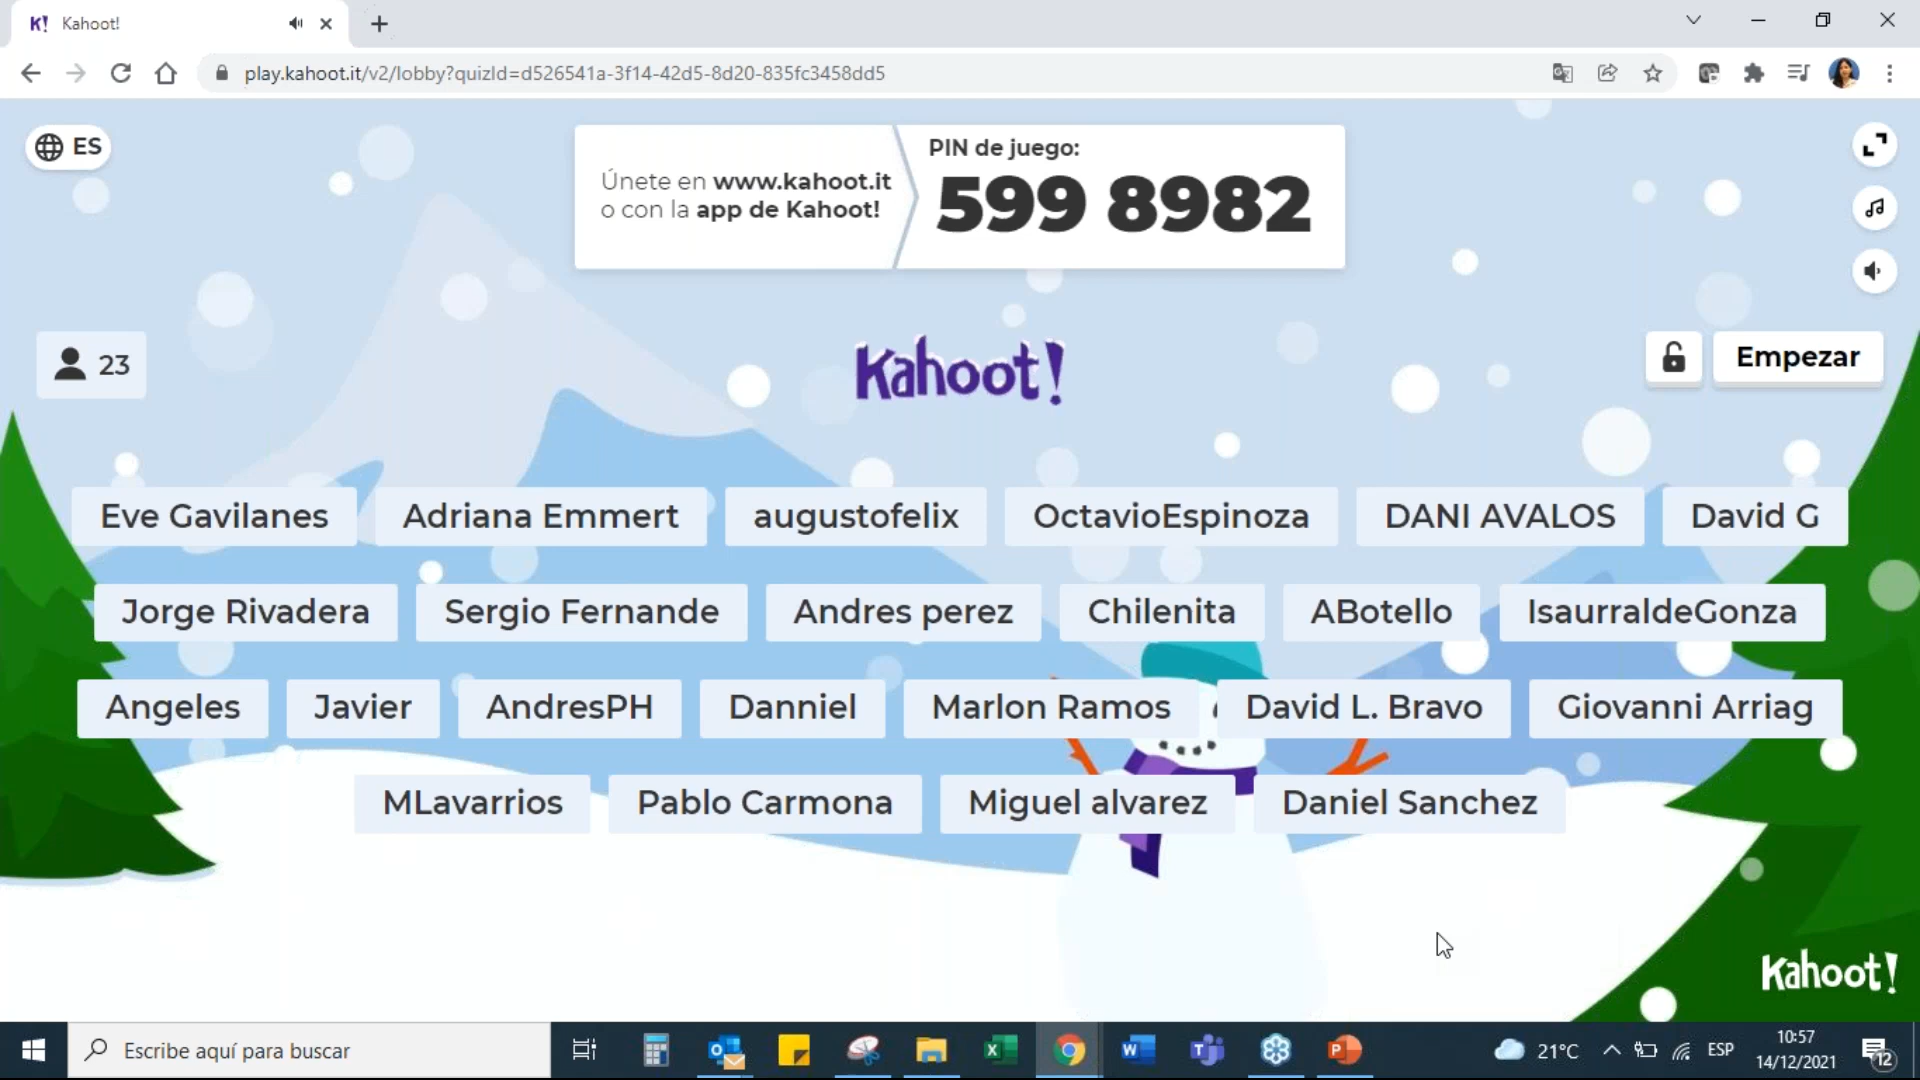 Kahoot!
play.kahoot.it/v2/lobby?quizId=d526541a-3f14-42d5-8d20-835fc3458dd5
ES
Únete en www.kahoot.it
o con la app de Kahoot!
PIN de juego:
599 8982
23
Kahoot!
Empezar
Eve Gavilanes Adriana Emmert augustofelix OctavioEspinoza DANI AVALOS David G
Jorge Rivadera Sergio Fernande Andres perez Chilenita ABotello IsaurraldeGonza
Angeles Javier AndresPH Danniel Marlon Ramos David L. Bravo Giovanni Arriag
MLavarrios Pablo Carmona Miguel alvarez Daniel Sanchez
Kahoot!
Escribe aquí para buscar
21°C
ESP
10:57
14/12/2021
12